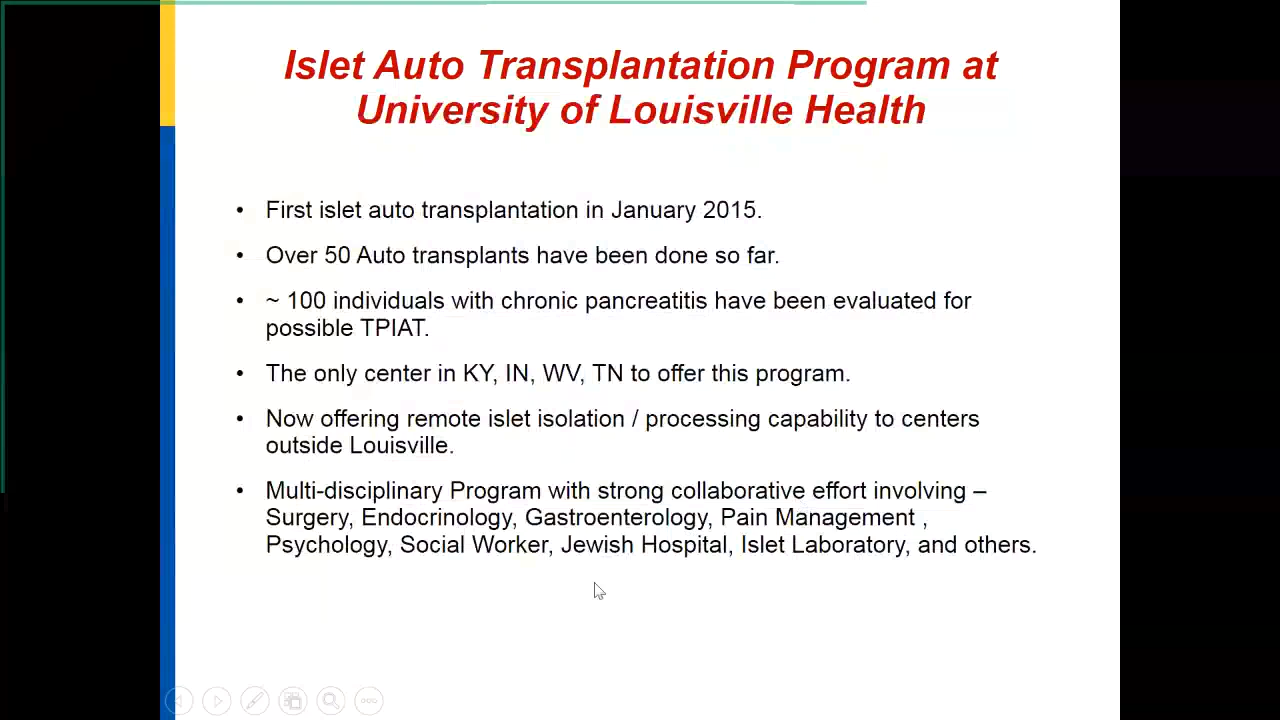 Islet Auto Transplantation Program at
University of Louisville Health
• First islet auto transplantation in January 2015.
• Over 50 Auto transplants have been done so far.
• ~ 100 individuals with chronic pancreatitis have been evaluated for
possible TPIAT.
• The only center in KY, IN, WV, TN to offer this program.
• Now offering remote islet isolation / processing capability to centers
outside Louisville.
• Multi-disciplinary Program with strong collaborative effort involving –
Surgery, Endocrinology, Gastroenterology, Pain Management ,
Psychology, Social Worker, Jewish Hospital, Islet Laboratory, and others.